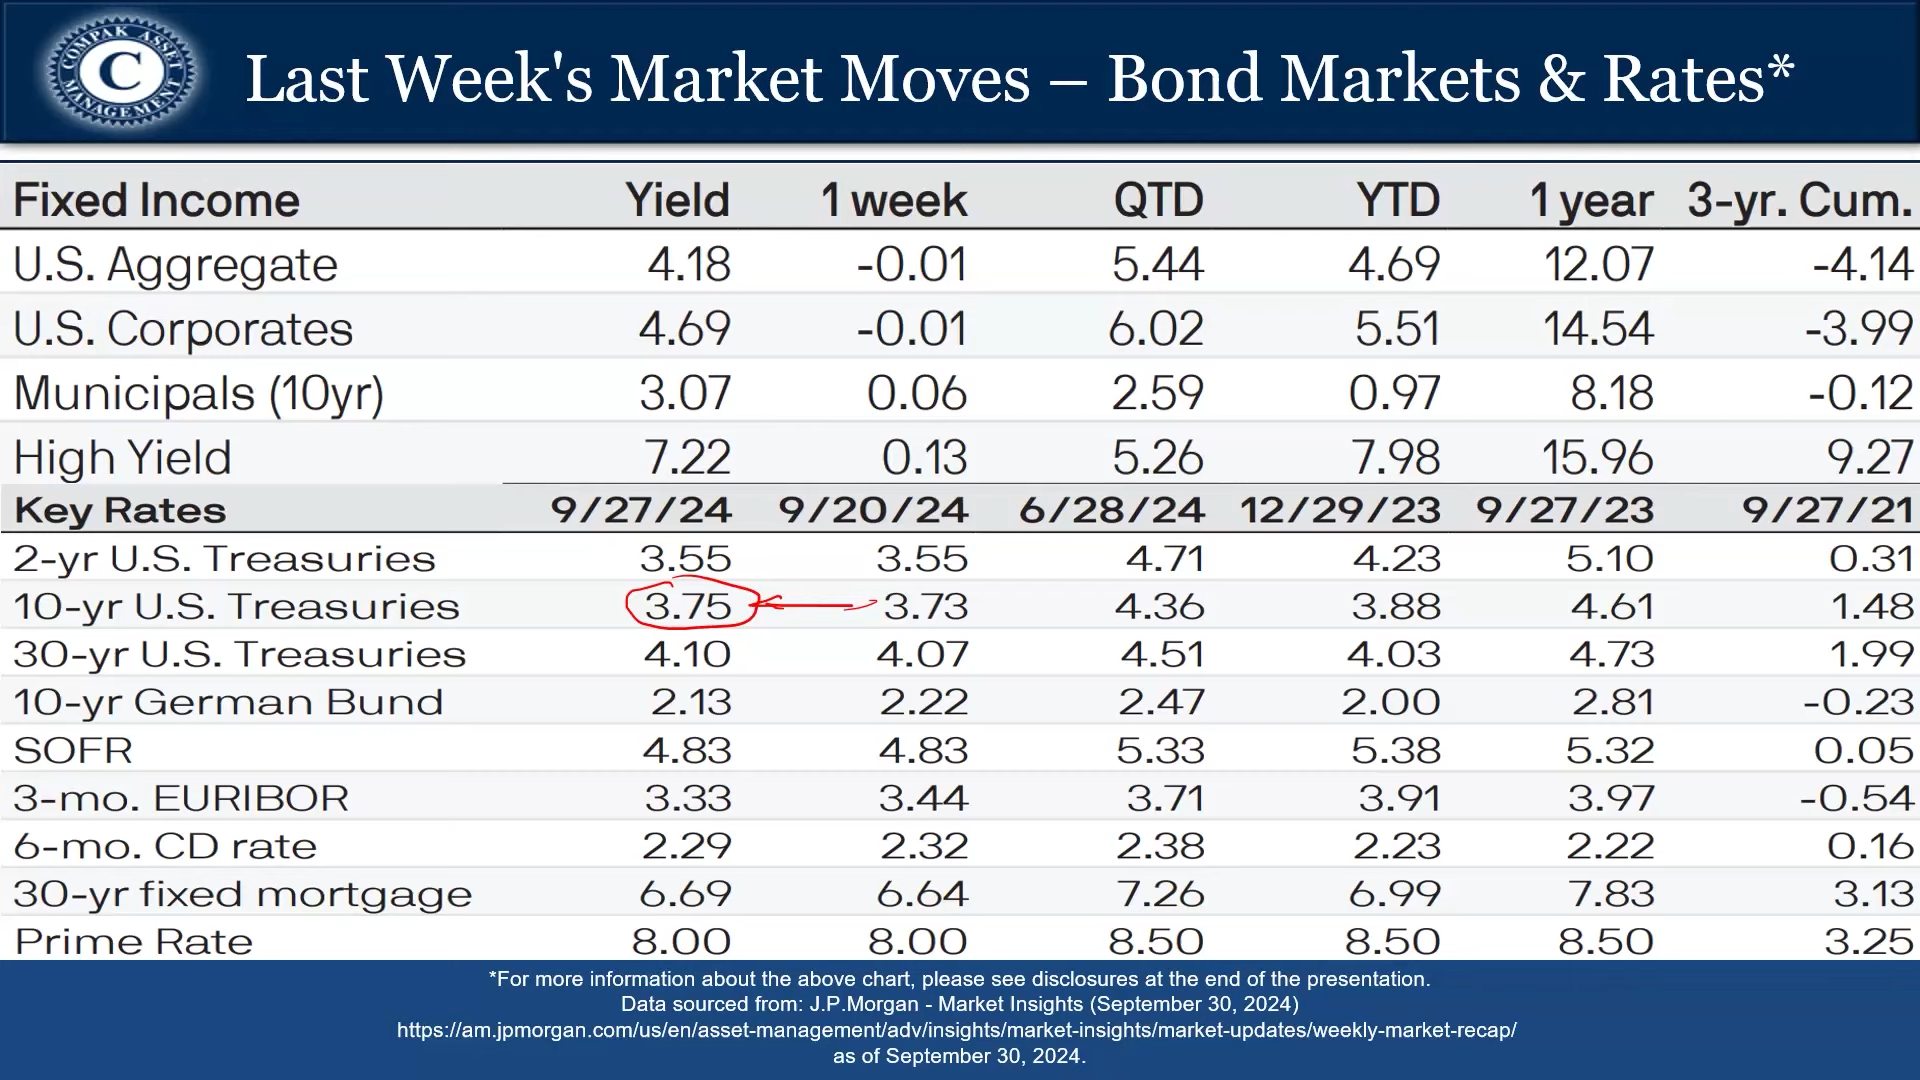 COMPAK ASSET
C
MANAGEMENT
Last Week's Market Moves – Bond Markets & Rates*
Fixed Income Yield 1 week QTD YTD 1 year 3-yr. Cum.
U.S. Aggregate 4.18 -0.01 5.44 4.69 12.07 -4.14
U.S. Corporates 4.69 -0.01 6.02 5.51 14.54 -3.99
Municipals (10yr) 3.07 0.06 2.59 0.97 8.18 -0.12
High Yield 7.22 0.13 5.26 7.98 15.96 9.27
Key Rates 9/27/24 9/20/24 6/28/24 12/29/23 9/27/23 9/27/21
2-yr U.S. Treasuries 3.55 3.55 4.71 4.23 5.10 0.31
10-yr U.S. Treasuries 3.75 3.73 4.36 3.88 4.61 1.48
30-yr U.S. Treasuries 4.10 4.07 4.51 4.03 4.73 1.99
10-yr German Bund 2.13 2.22 2.47 2.00 2.81 -0.23
SOFR 4.83 4.83 5.33 5.38 5.32 0.05
3-mo. EURIBOR 3.33 3.44 3.71 3.91 3.97 -0.54
6-mo. CD rate 2.29 2.32 2.38 2.23 2.22 0.16
30-yr fixed mortgage 6.69 6.64 7.26 6.99 7.83 3.13
Prime Rate 8.00 8.00 8.50 8.50 8.50 3.25
*For more information about the above chart, please see disclosures at the end of the presentation.
Data sourced from: J.P.Morgan - Market Insights (September 30, 2024)
https://am.jpmorgan.com/us/en/asset-management/adv/insights/market-insights/market-updates/weekly-market-recap/
as of September 30, 2024.